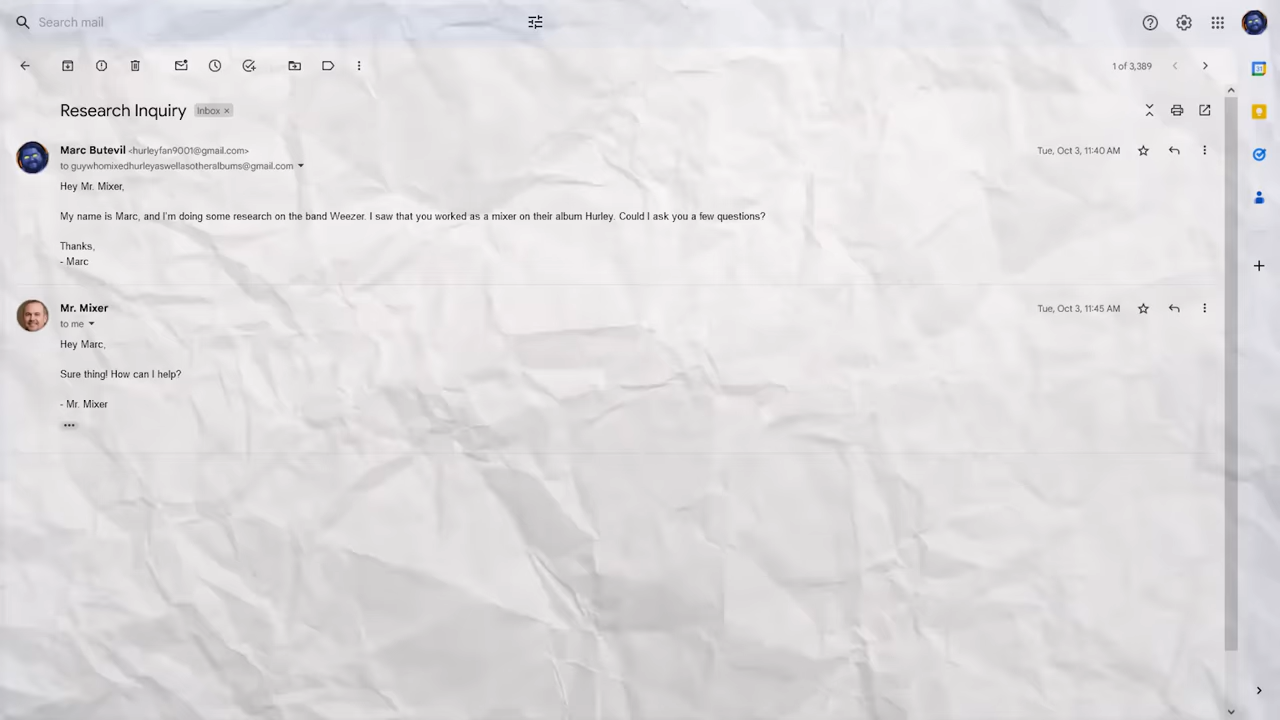 Search mail
1 of 3,389
Research Inquiry Inbox ×
Marc Butevil <hurleyfan9001@gmail.com>
Tue, Oct 3, 11:40 AM
to guywhomixedhurleyaswellasotheralbums@gmail.com
Hey Mr. Mixer,
My name is Marc, and I'm doing some research on the band Weezer. I saw that you worked as a mixer on their album Hurley. Could I ask you a few questions?
Thanks,
- Marc
Mr. Mixer
Tue, Oct 3, 11:45 AM
to me
Hey Marc,
Sure thing! How can I help?
- Mr. Mixer